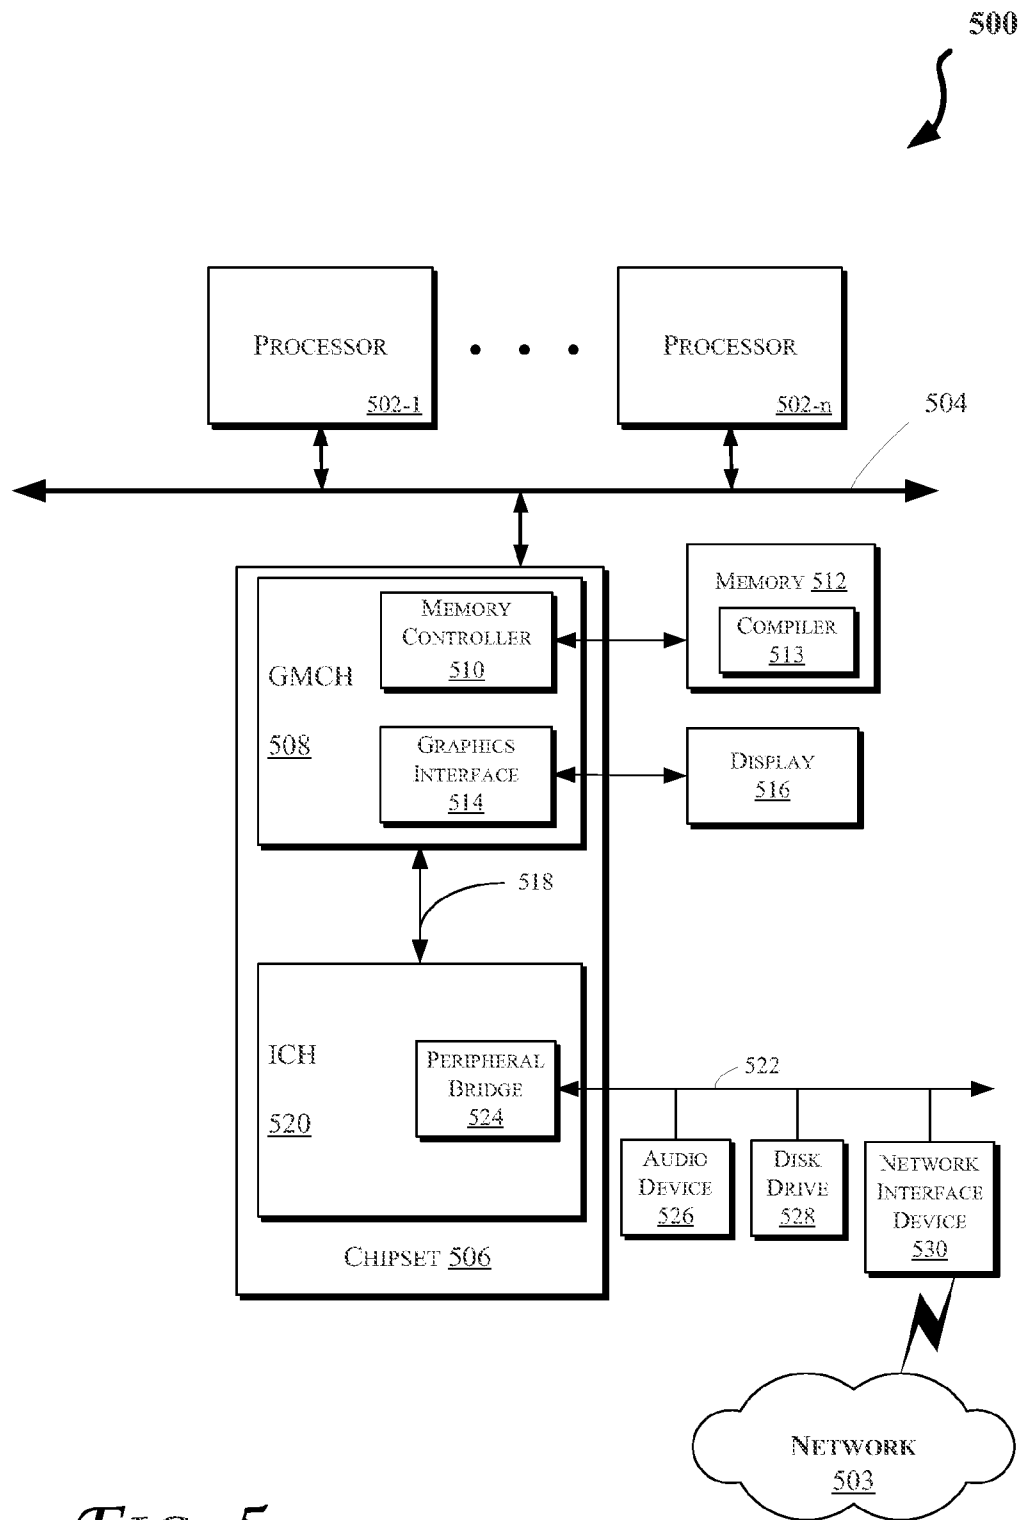 500
PROCESSOR
502-1
PROCESSOR
502-n
504
MEMORY
CONTROLLER
510
MEMORY 512
COMPILER
513
GMCH
508
GRAPHICS
INTERFACE
514
DISPLAY
516
518
ICH
520
PERIPHERAL
BRIDGE
524
522
AUDIO
DEVICE
526
DISK
DRIVE
528
NETWORK
INTERFACE
DEVICE
530
CHIPSET 506
NETWORK
503
FIG. 5